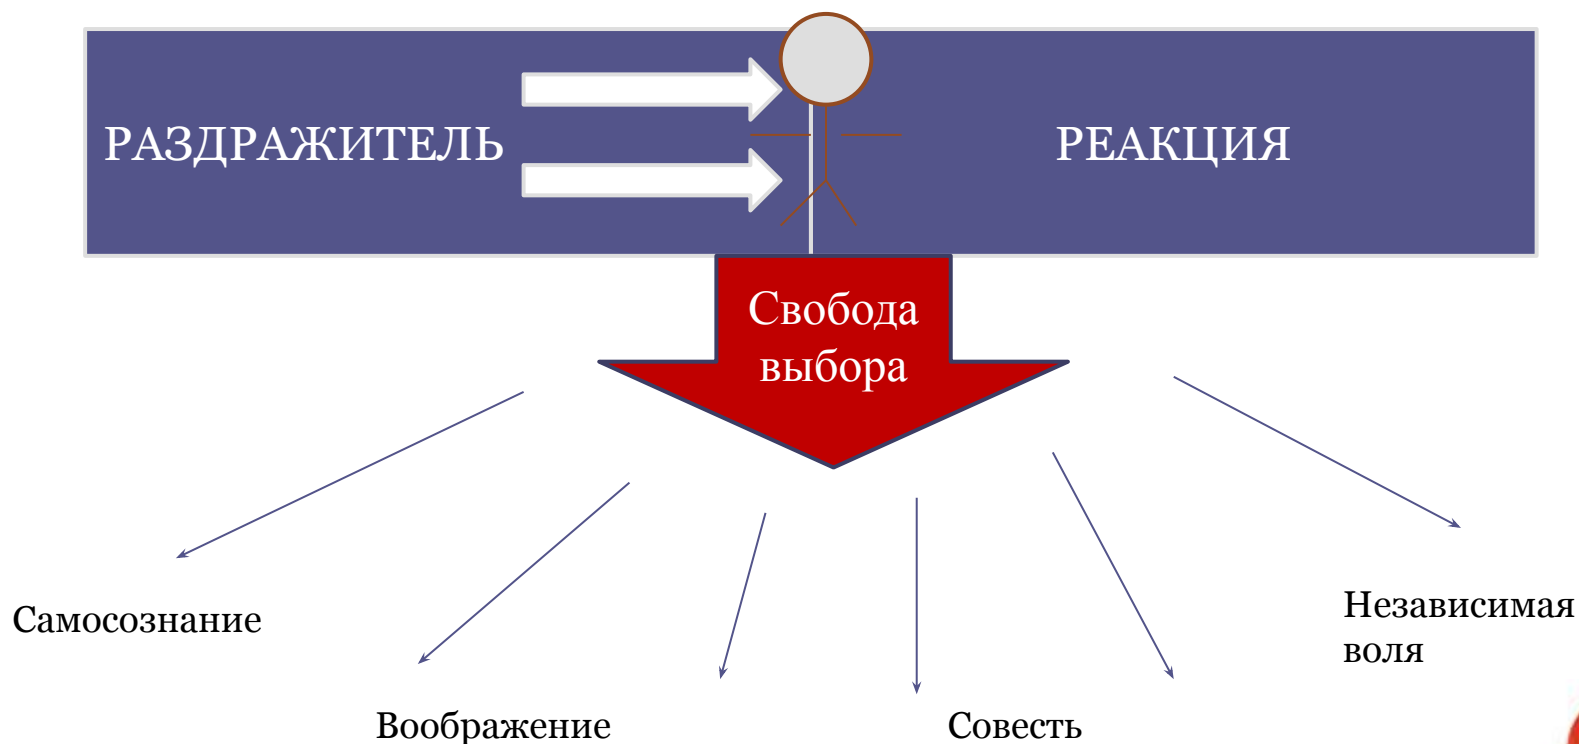 РАЗДРАЖИТЕЛЬ
РЕАКЦИЯ
Свобода
выбора
Самосознание
Независимая
воля
Воображение
Совесть